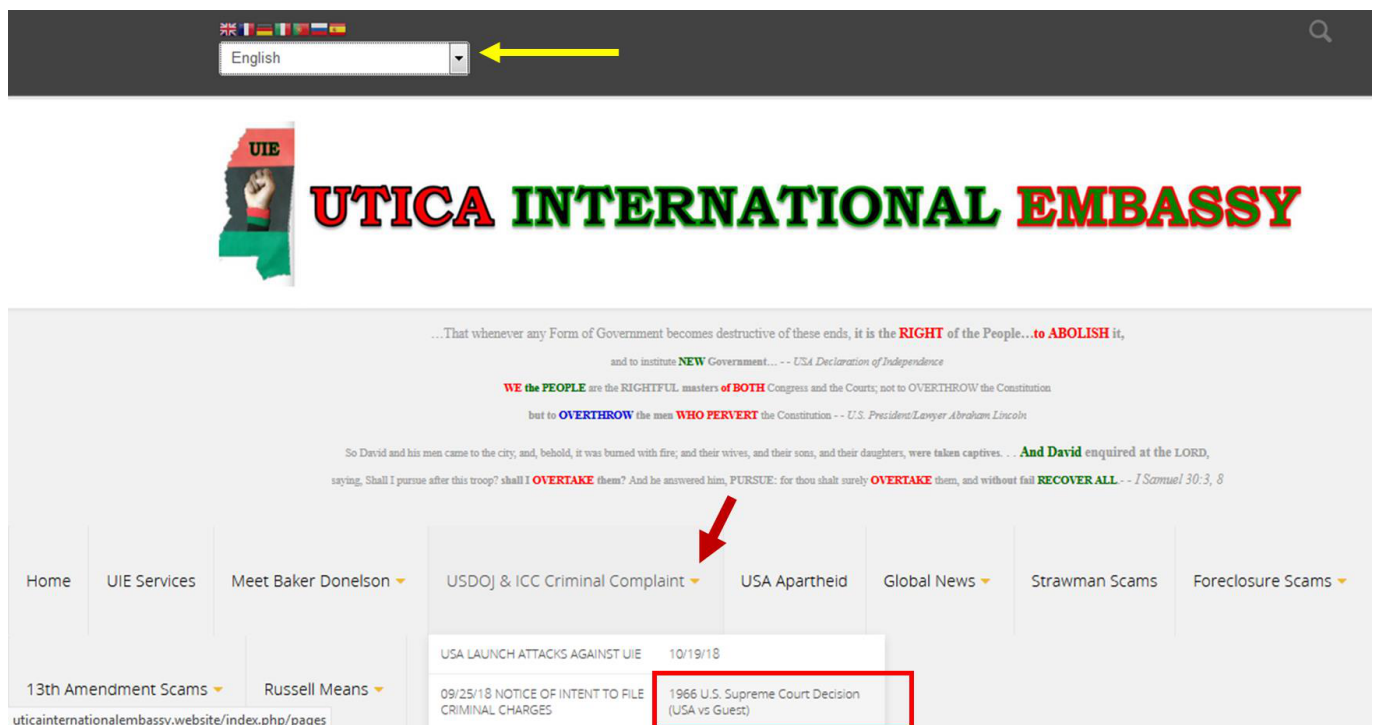 English
UIE
UTICA INTERNATIONAL EMBASSY
…That whenever any Form of Government becomes destructive of these ends, it is the RIGHT of the People…to ABOLISH it,
and to institute NEW Government… - - USA Declaration of Independence
WE the PEOPLE are the RIGHTFUL masters of BOTH Congress and the Courts; not to OVERTHROW the Constitution
but to OVERTHROW the men WHO PERVERT the Constitution - - U.S. President/Lawyer Abraham Lincoln
So David and his men came to the city, and, behold, it was burned with fire; and their wives, and their sons, and their daughters, were taken captives. . . And David enquired at the LORD,
saying, Shall I pursue after this troop? shall I OVERTAKE them? And he answered him, PURSUE: for thou shalt surely OVERTAKE them, and without fail RECOVER ALL.- - I Samuel 30:3, 8
Home UIE Services Meet Baker Donelson USDOJ & ICC Criminal Complaint USA Apartheid Global News Strawman Scams Foreclosure Scams
USA LAUNCH ATTACKS AGAINST UIE 10/19/18
13th Amendment Scams Russell Means 09/25/18 NOTICE OF INTENT TO FILE 1966 U.S. Supreme Court Decision
CRIMINAL CHARGES (USA vs Guest)
uticainternationalembassy.website/index.php/pages